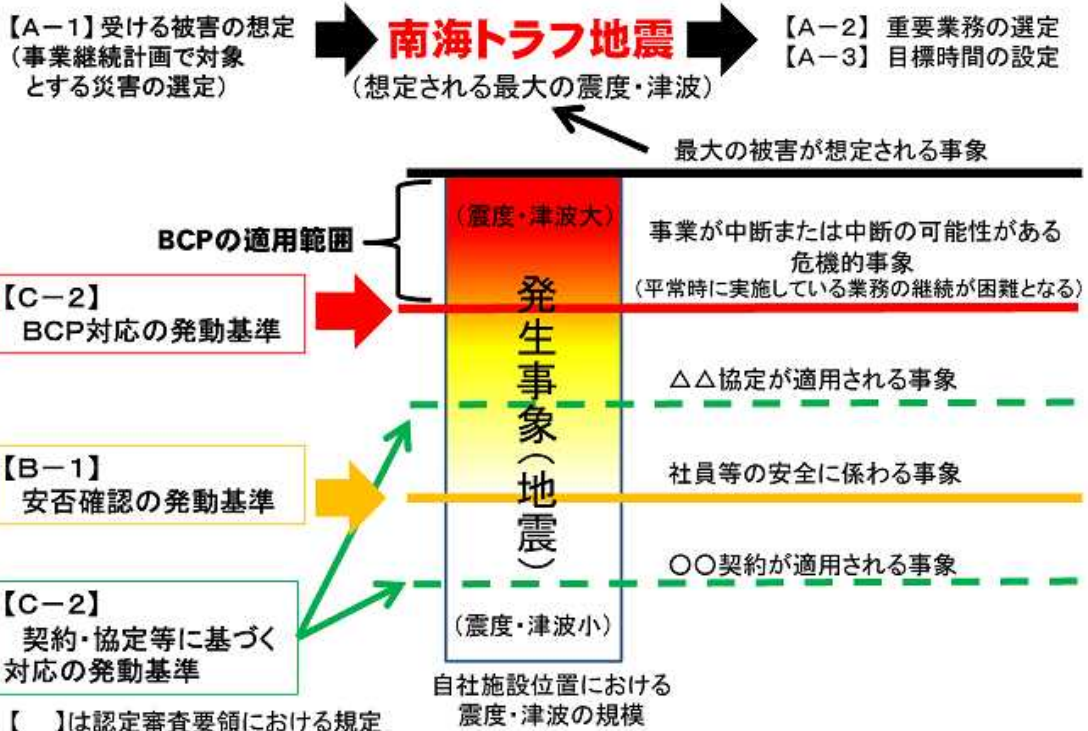 【A－1】受ける被害の想定
（事業継続計画で対象
とする災害の選定）
南海トラフ地震
（想定される最大の震度・津波）
【A－2】 重要業務の選定
【A－3】 目標時間の設定
最大の被害が想定される事象
BCPの適用範囲
（震度・津波大）
事業が中断または中断の可能性がある
危機的事象
（平常時に実施している業務の継続が困難となる）
【C－2】
BCP対応の発動基準
発生事象（地震）
△△協定が適用される事象
【B－1】
安否確認の発動基準
社員等の安全に係わる事象
〇〇契約が適用される事象
【C－2】
契約・協定等に基づく
対応の発動基準
（震度・津波小）
自社施設位置における
震度・津波の規模
【　】は認定審査要領における規定